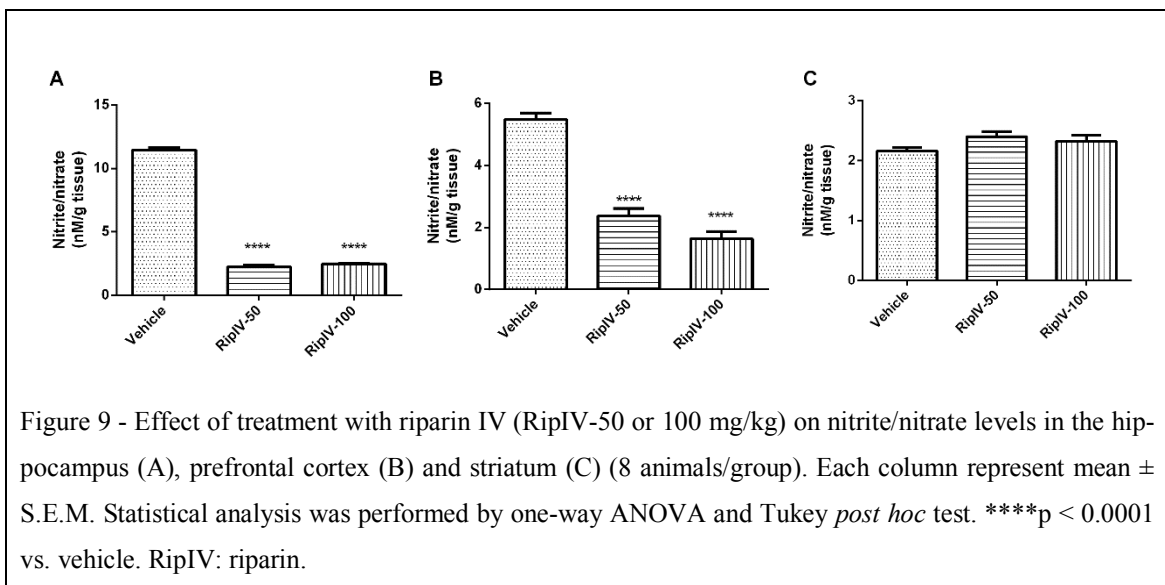 A
Nitrite/nitrate
(nM/g tissue)
15
10
5
0
****
****
Vehicle
RipIV-50
RipIV-100
B
Nitrite/nitrate
(nM/g tissue)
6
4
2
0
****
****
Vehicle
RipIV-50
RipIV-100
C
Nitrite/nitrate
(nM/g tissue)
3
2
1
0
Vehicle
RipIV-50
RipIV-100
Figure 9 - Effect of treatment with riparin IV (RipIV-50 or 100 mg/kg) on nitrite/nitrate levels in the hip-
pocampus (A), prefrontal cortex (B) and striatum (C) (8 animals/group). Each column represent mean ±
S.E.M. Statistical analysis was performed by one-way ANOVA and Tukey post hoc test. ****p < 0.0001
vs. vehicle. RipIV: riparin.